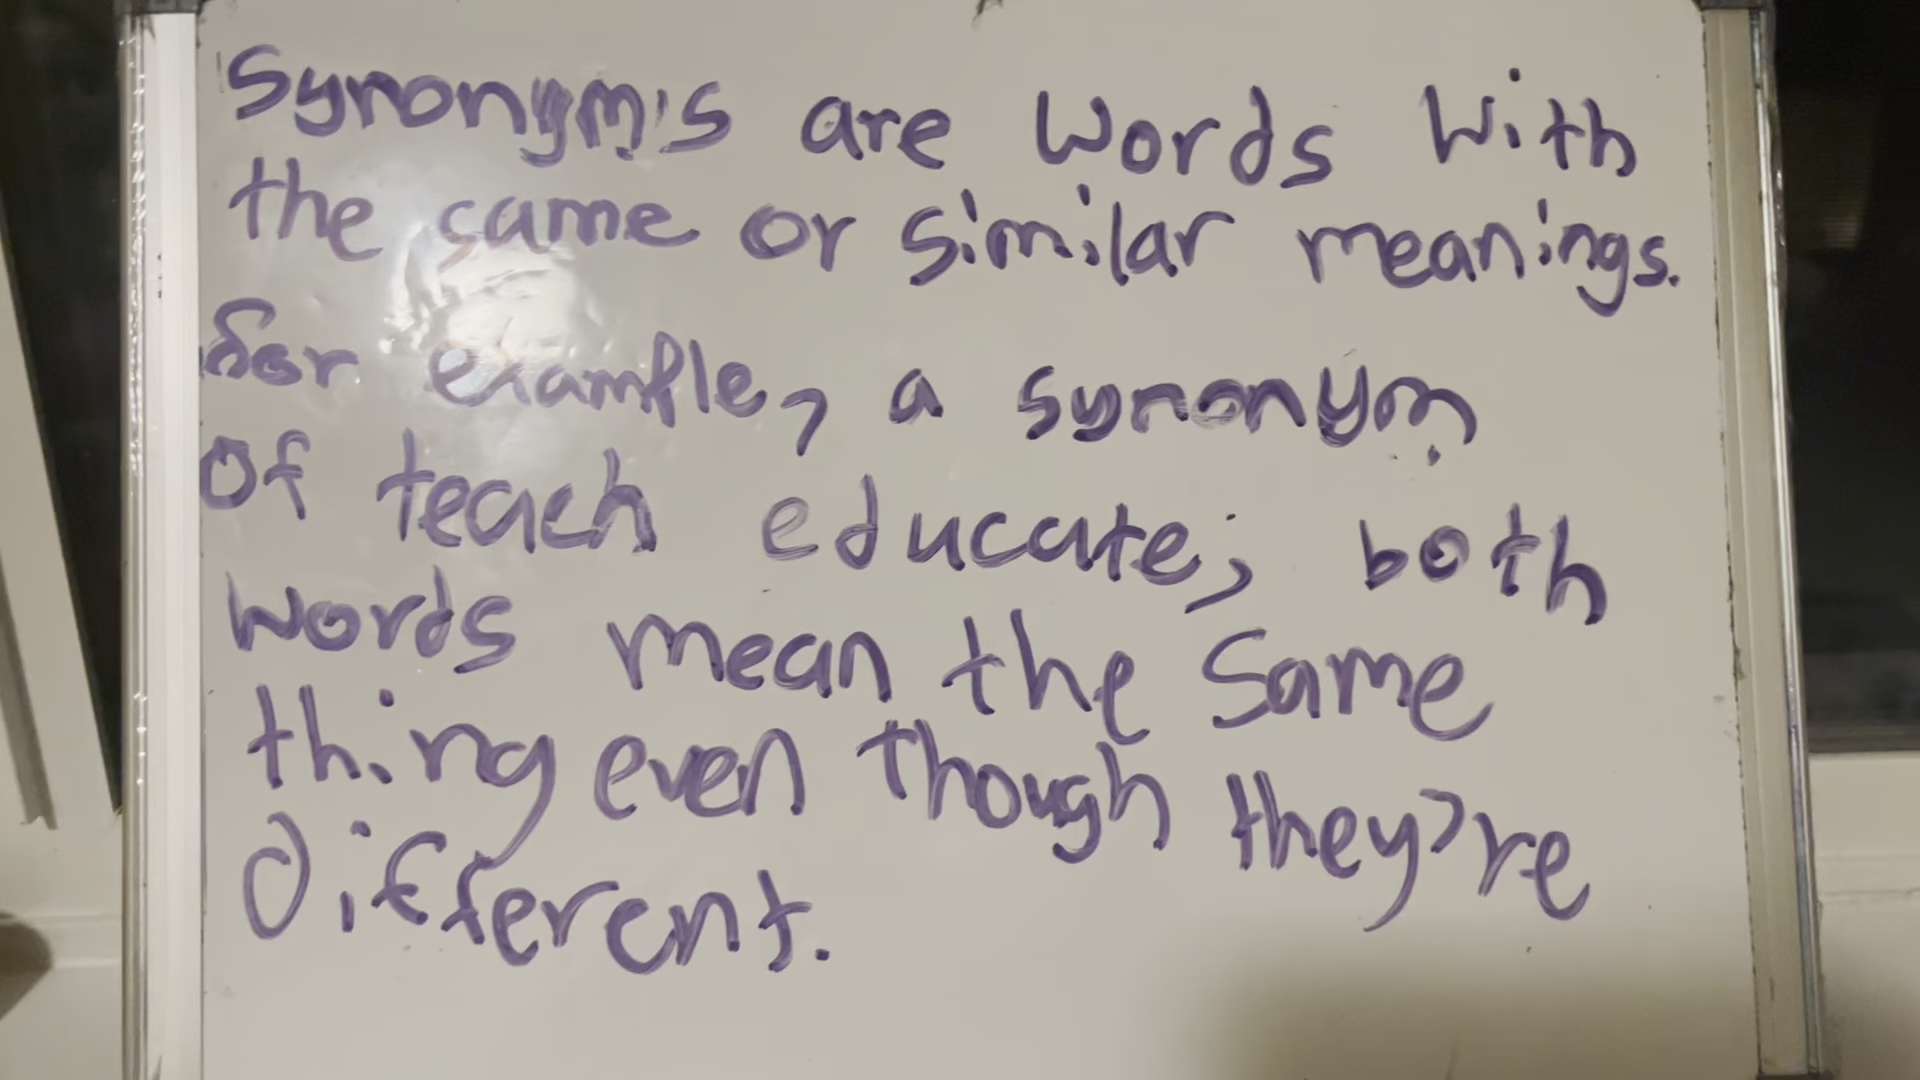 Synonym's are words with
the same or similar meanings.
for example, a synonym
of teach educate; both
words mean the same
thing even though they're
different.